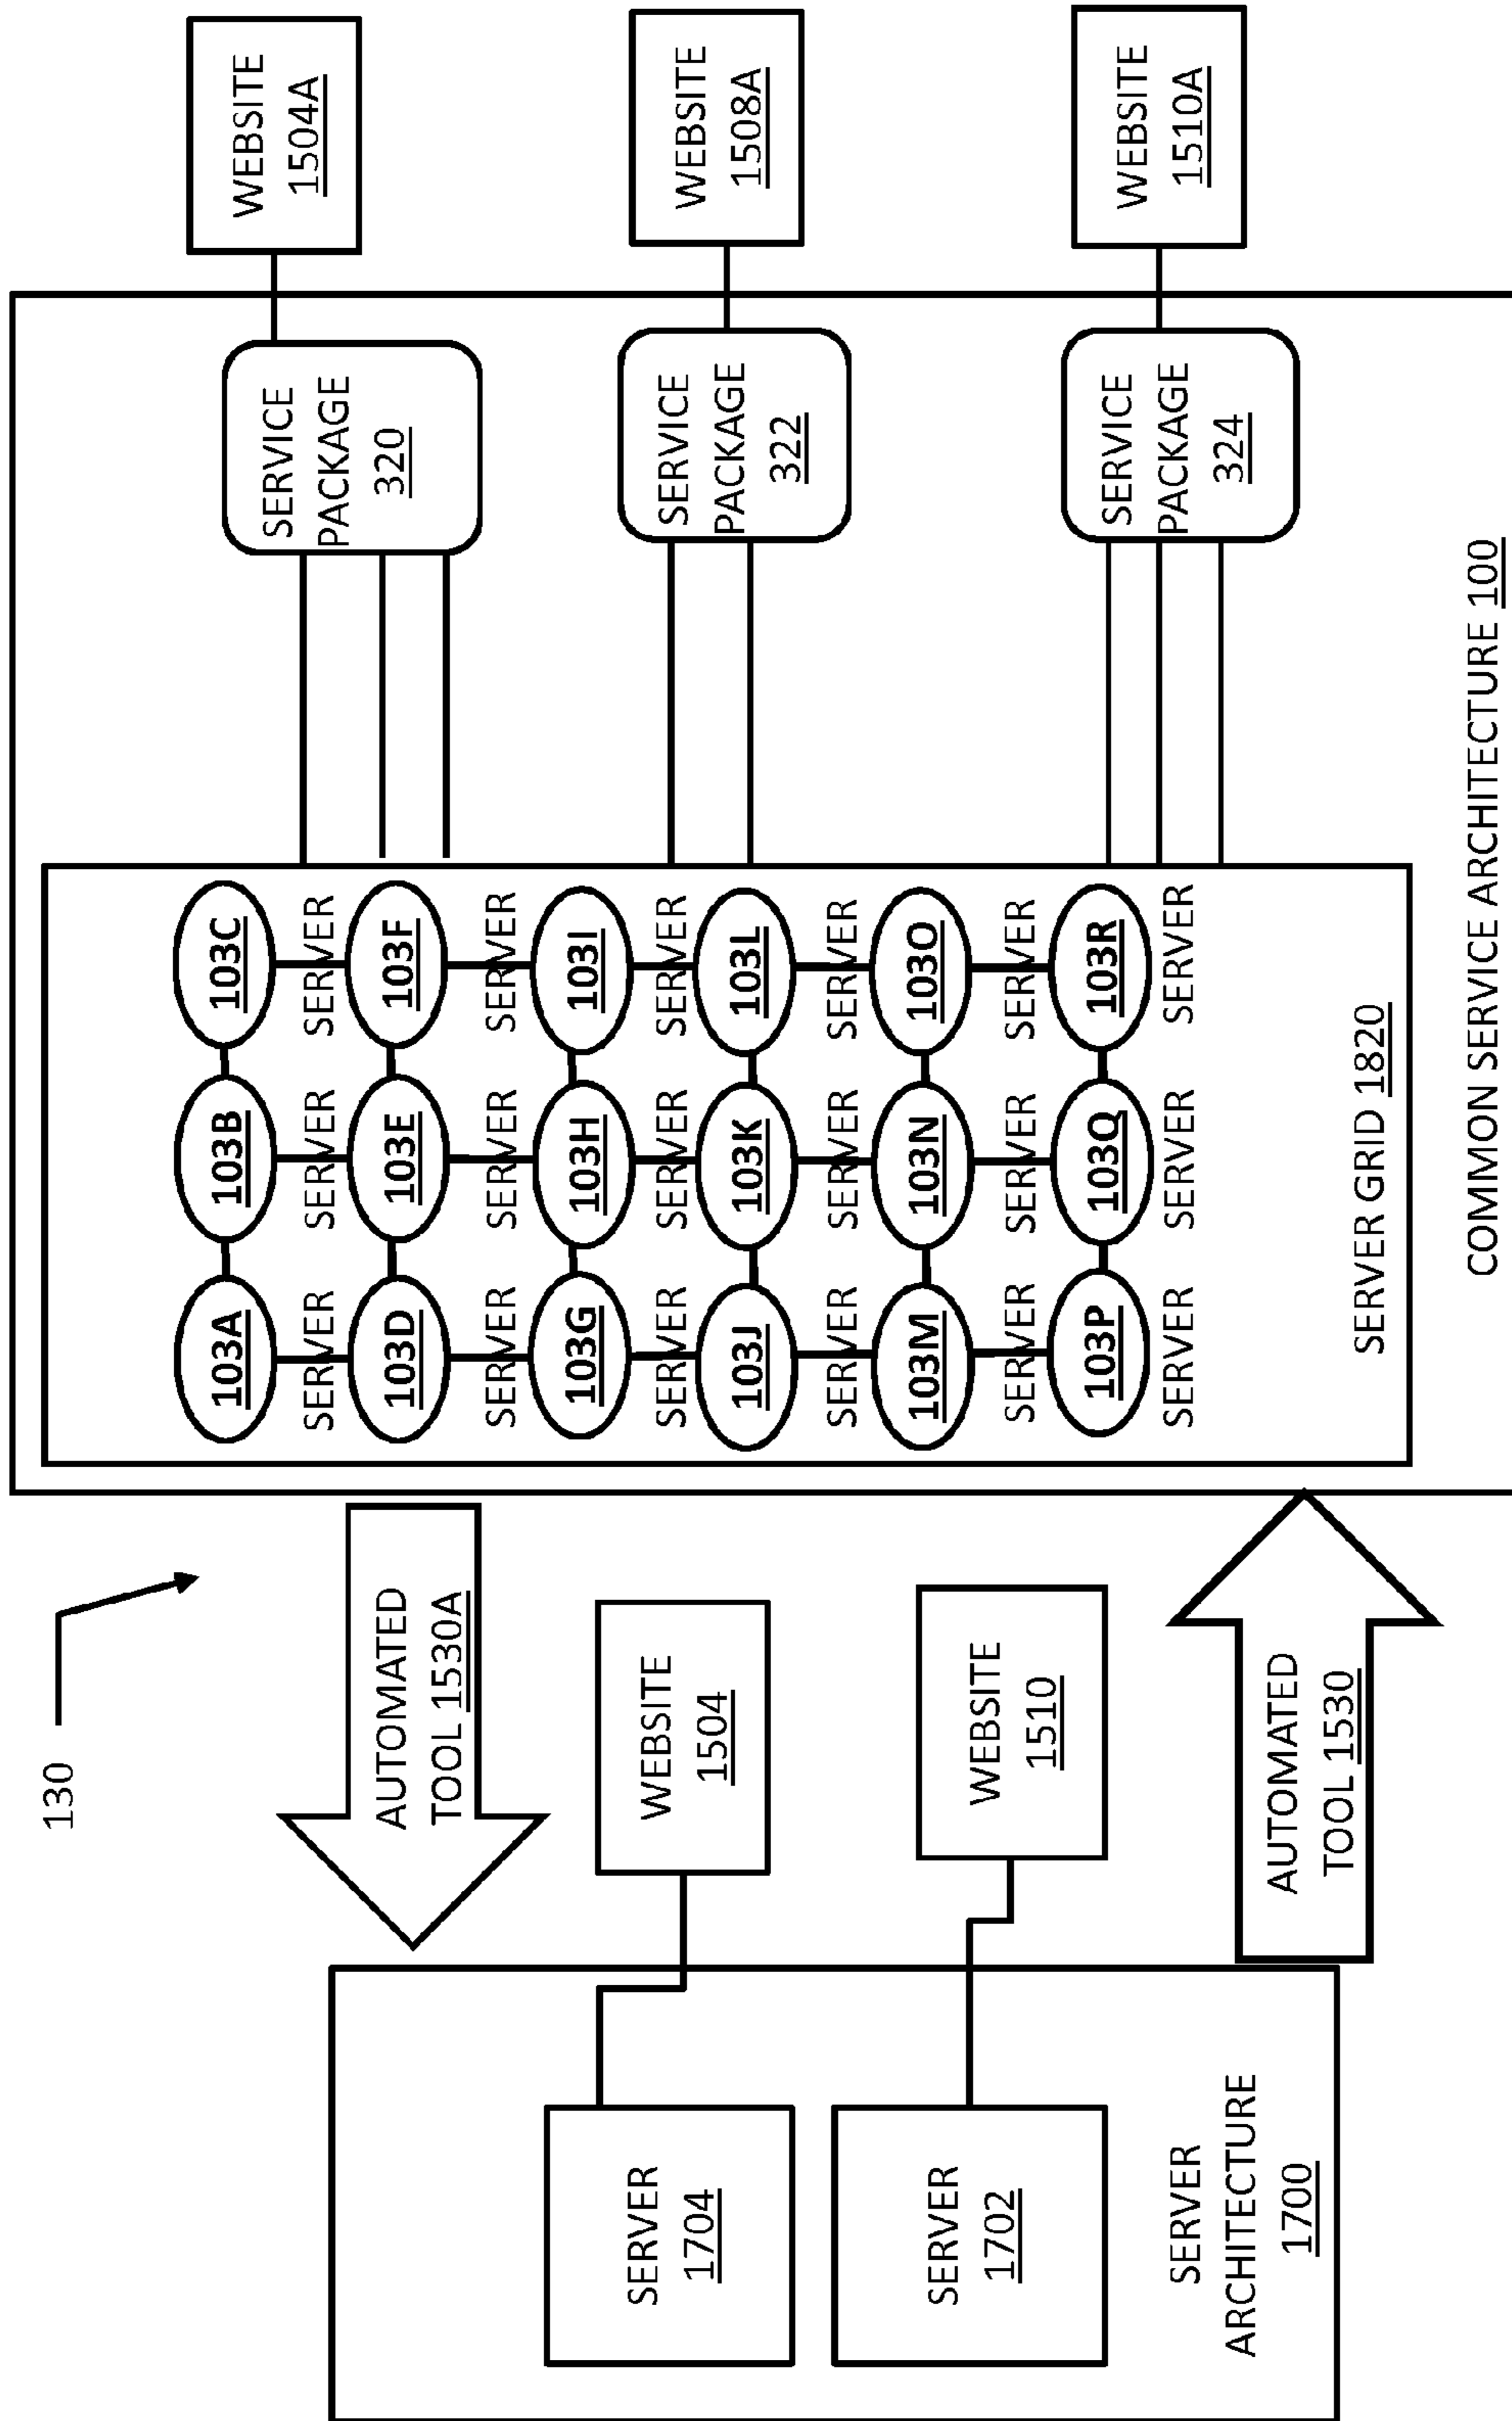 130
SERVER
1704
SERVER
1702
SERVER
ARCHITECTURE
1700
AUTOMATED
TOOL 1530A
WEBSITE
1504
WEBSITE
1510
AUTOMATED
TOOL 1530
103A
103B
103C
SERVER
SERVER
SERVER
103D
103E
103F
SERVER
SERVER
SERVER
103G
103H
103I
SERVER
SERVER
SERVER
103J
103K
103L
SERVER
SERVER
SERVER
103M
103N
103O
SERVER
SERVER
SERVER
103P
103Q
103R
SERVER
SERVER
SERVER
SERVER GRID 1820
SERVICE
PACKAGE
320
SERVICE
PACKAGE
322
SERVICE
PACKAGE
324
COMMON SERVICE ARCHITECTURE 100
WEBSITE
1504A
WEBSITE
1508A
WEBSITE
1510A